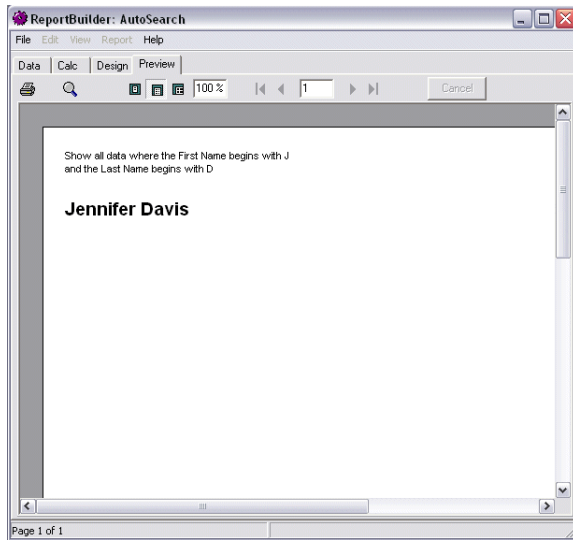 ReportBuilder: AutoSearch
File Edit View Report Help
Data Calc Design Preview
100 % 1 Cancel
Show all data where the First Name begins with J
and the Last Name begins with D
Jennifer Davis
Page 1 of 1